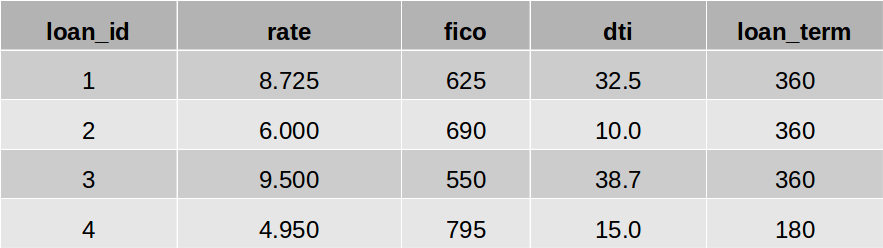 loan_id rate fico dti loan_term
1 8.725 625 32.5 360
2 6.000 690 10.0 360
3 9.500 550 38.7 360
4 4.950 795 15.0 180